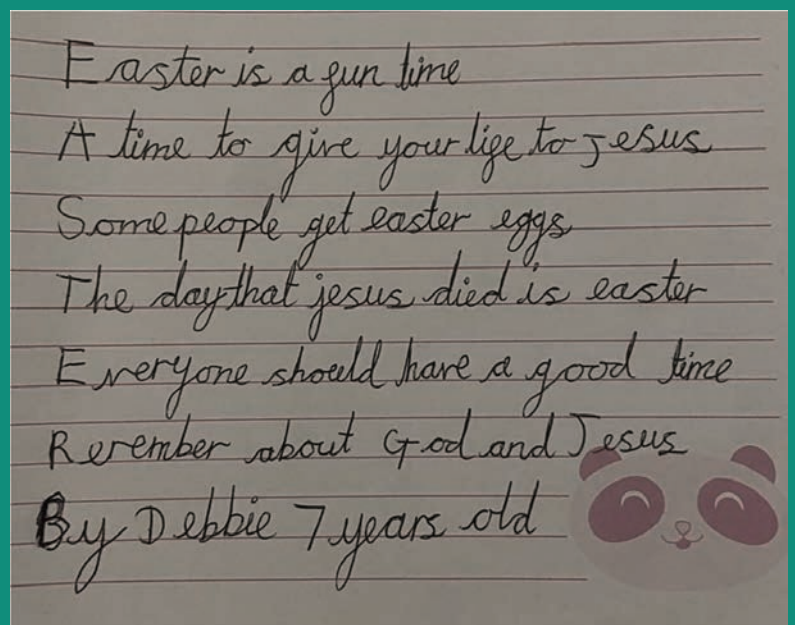 Easter is a fun time
A time to give your life to Jesus
Some people get easter eggs
The day that jesus died is easter
Everyone should have a good time
Rerember about God and Jesus
By Debbie 7 years old